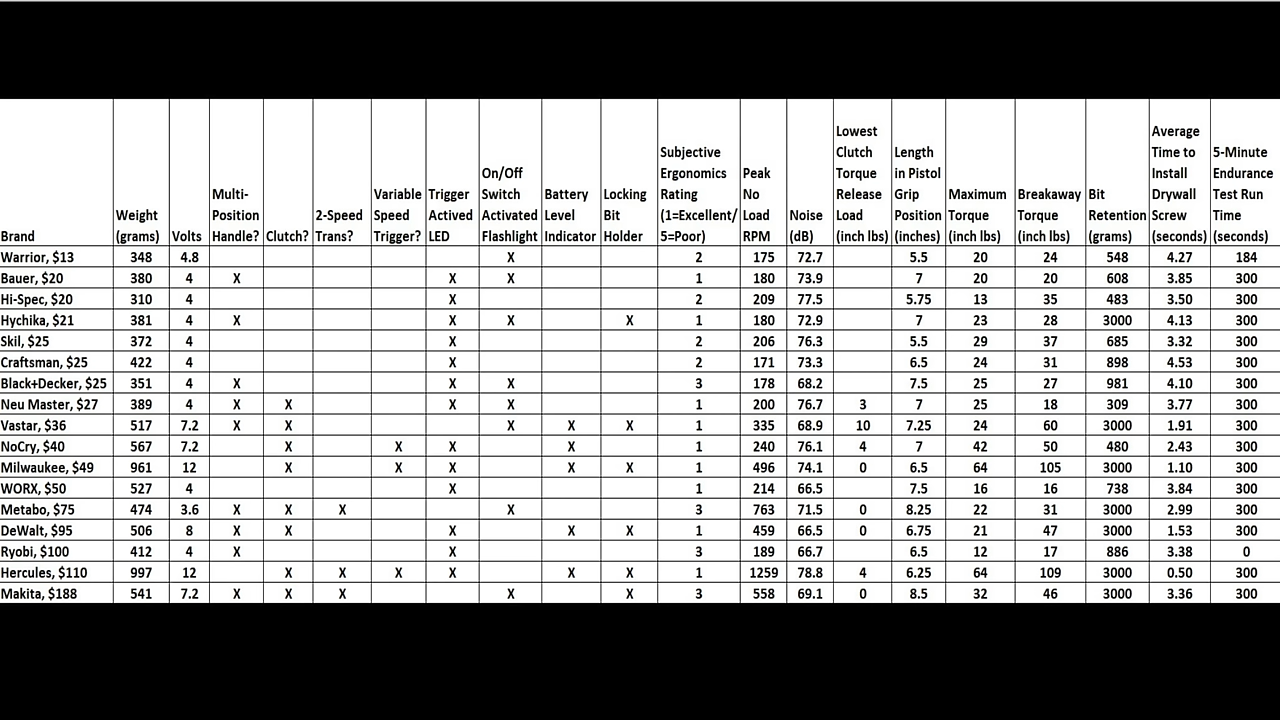 Brand | Weight (grams) | Volts | Multi-Position Handle? | Clutch? | 2-Speed Trans? | Variable Speed Trigger? | Trigger Actived LED | On/Off Switch Activated Flashlight | Battery Level Indicator | Locking Bit Holder | Subjective Ergonomics Rating (1=Excellent/ 5=Poor) | Peak No Load RPM | Noise (dB) | Lowest Clutch Torque Release Load (inch lbs) | Length in Pistol Grip Position (inches) | Maximum Torque (inch lbs) | Breakaway Torque (inch lbs) | Bit Retention (grams) | Average Time to Install Drywall Screw (seconds) | 5-Minute Endurance Test Run Time (seconds)
Warrior, $13 | 348 | 4.8 | | | | | | X | | | 2 | 175 | 72.7 | | 5.5 | 20 | 24 | 548 | 4.27 | 184
Bauer, $20 | 380 | 4 | X | | | | X | X | | | 1 | 180 | 73.9 | | 7 | 20 | 20 | 608 | 3.85 | 300
Hi-Spec, $20 | 310 | 4 | | | | | X | | | | 2 | 209 | 77.5 | | 5.75 | 13 | 35 | 483 | 3.50 | 300
Hychika, $21 | 381 | 4 | X | | | | X | X | | X | 1 | 180 | 72.9 | | 7 | 23 | 28 | 3000 | 4.13 | 300
Skil, $25 | 372 | 4 | | | | | X | | | | 2 | 206 | 76.3 | | 5.5 | 29 | 37 | 685 | 3.32 | 300
Craftsman, $25 | 422 | 4 | | | | | X | | | | 2 | 171 | 73.3 | | 6.5 | 24 | 31 | 898 | 4.53 | 300
Black+Decker, $25 | 351 | 4 | X | | | | X | X | | | 3 | 178 | 68.2 | | 7.5 | 25 | 27 | 981 | 4.10 | 300
Neu Master, $27 | 389 | 4 | X | X | | | X | X | | | 1 | 200 | 76.7 | 3 | 7 | 25 | 18 | 309 | 3.77 | 300
Vastar, $36 | 517 | 7.2 | X | X | | | | X | X | X | 1 | 335 | 68.9 | 10 | 7.25 | 24 | 60 | 3000 | 1.91 | 300
NoCry, $40 | 567 | 7.2 | | X | | X | X | | X | | 1 | 240 | 76.1 | 4 | 7 | 42 | 50 | 480 | 2.43 | 300
Milwaukee, $49 | 961 | 12 | | X | | X | X | | X | X | 1 | 496 | 74.1 | 0 | 6.5 | 64 | 105 | 3000 | 1.10 | 300
WORX, $50 | 527 | 4 | | | | | X | | | | 1 | 214 | 66.5 | | 7.5 | 16 | 16 | 738 | 3.84 | 300
Metabo, $75 | 474 | 3.6 | X | X | X | | | X | | | 3 | 763 | 71.5 | 0 | 8.25 | 22 | 31 | 3000 | 2.99 | 300
DeWalt, $95 | 506 | 8 | X | X | | | X | | X | X | 1 | 459 | 66.5 | 0 | 6.75 | 21 | 47 | 3000 | 1.53 | 300
Ryobi, $100 | 412 | 4 | X | | | | X | | | | 3 | 189 | 66.7 | | 6.5 | 12 | 17 | 886 | 3.38 | 0
Hercules, $110 | 997 | 12 | | X | X | X | X | | X | X | 1 | 1259 | 78.8 | 4 | 6.25 | 64 | 109 | 3000 | 0.50 | 300
Makita, $188 | 541 | 7.2 | X | X | X | | | X | | X | 3 | 558 | 69.1 | 0 | 8.5 | 32 | 46 | 3000 | 3.36 | 300